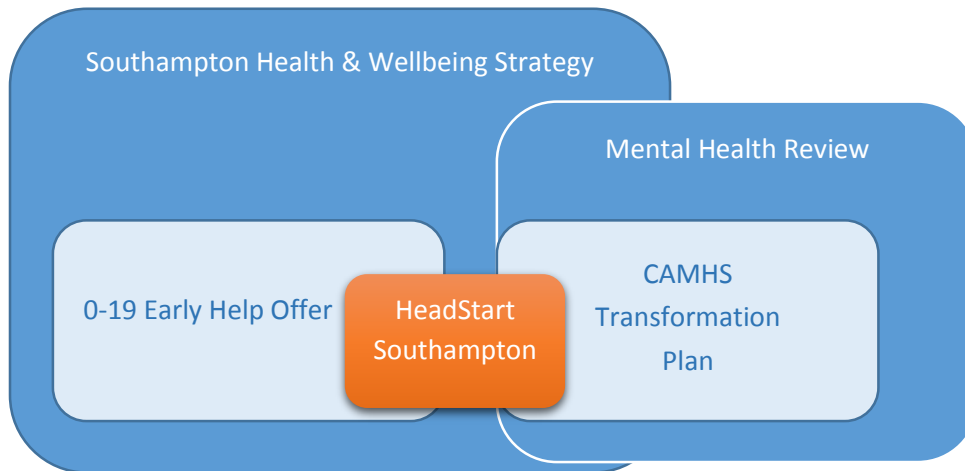 Southampton Health & Wellbeing Strategy
Mental Health Review
0-19 Early Help Offer
HeadStart
Southampton
CAMHS
Transformation
Plan